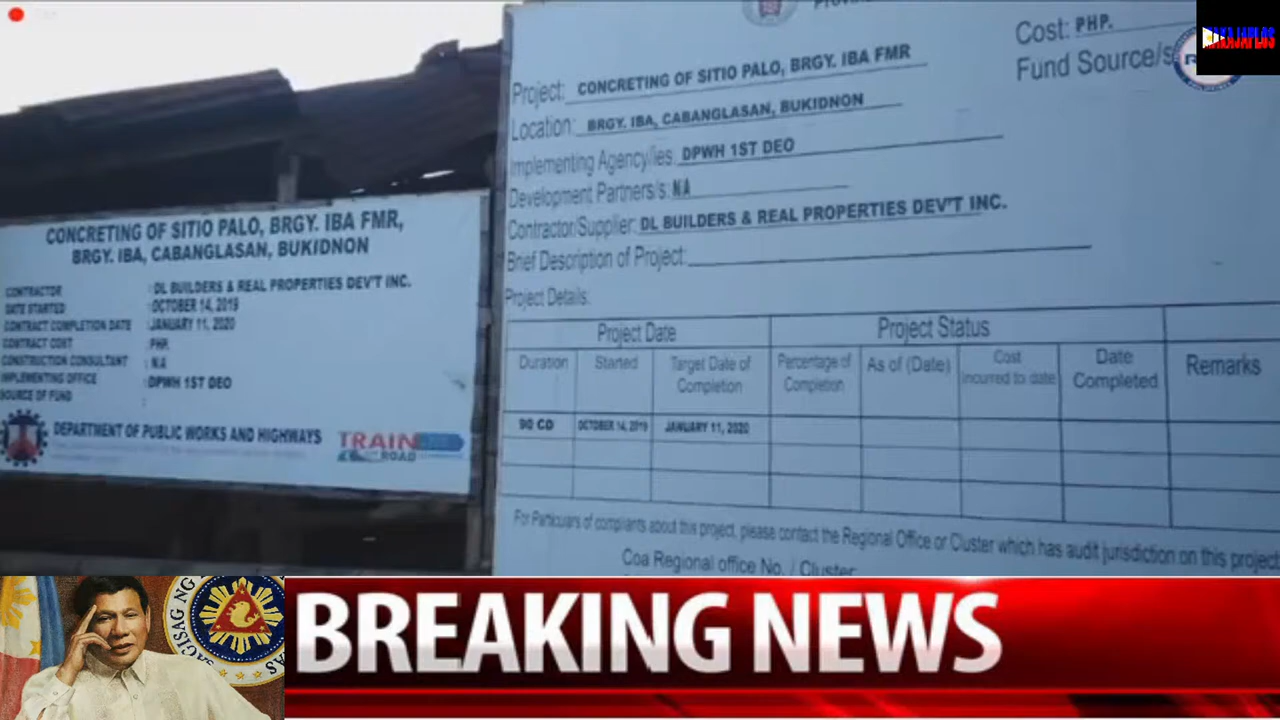 CONCRETING OF SITIO PALO, BRGY. IBA FMR,
BRGY. IBA, CABANGLASAN, BUKIDNON
CONTRACTOR : DL BUILDERS & REAL PROPERTIES DEV'T INC.
DATE STARTED : OCTOBER 14, 2019
CONTRACT COMPLETION DATE : JANUARY 11, 2020
CONTRACT COST : PHP.
CONSTRUCTION CONSULTANT : NA
IMPLEMENTING OFFICE : DPWH 1ST DEO
SOURCE OF FUND :
DEPARTMENT OF PUBLIC WORKS AND HIGHWAYS
TRAIN
ROAD
Cost: PHP.
Fund Source/s
Project: CONCRETING OF SITIO PALO, BRGY. IBA FMR
Location: BRGY. IBA, CABANGLASAN, BUKIDNON
Implementing Agency/ies: DPWH 1ST DEO
Development Partners/s: NA
Contractor/Supplier: DL BUILDERS & REAL PROPERTIES DEV'T INC.
Brief Description of Project:
Project Details:
Project Date Project Status
Duration Started Target Date of Completion Percentage of Completion As of (Date) Cost incurred to date Date Completed Remarks
90 CD OCTOBER 14, 2019 JANUARY 11, 2020
For Particulars of complaints about this project, please contact the Regional Office or Cluster which has audit jurisdiction on this project
Coa Regional office No. / Cluster:
SAGISAG NG
BREAKING NEWS